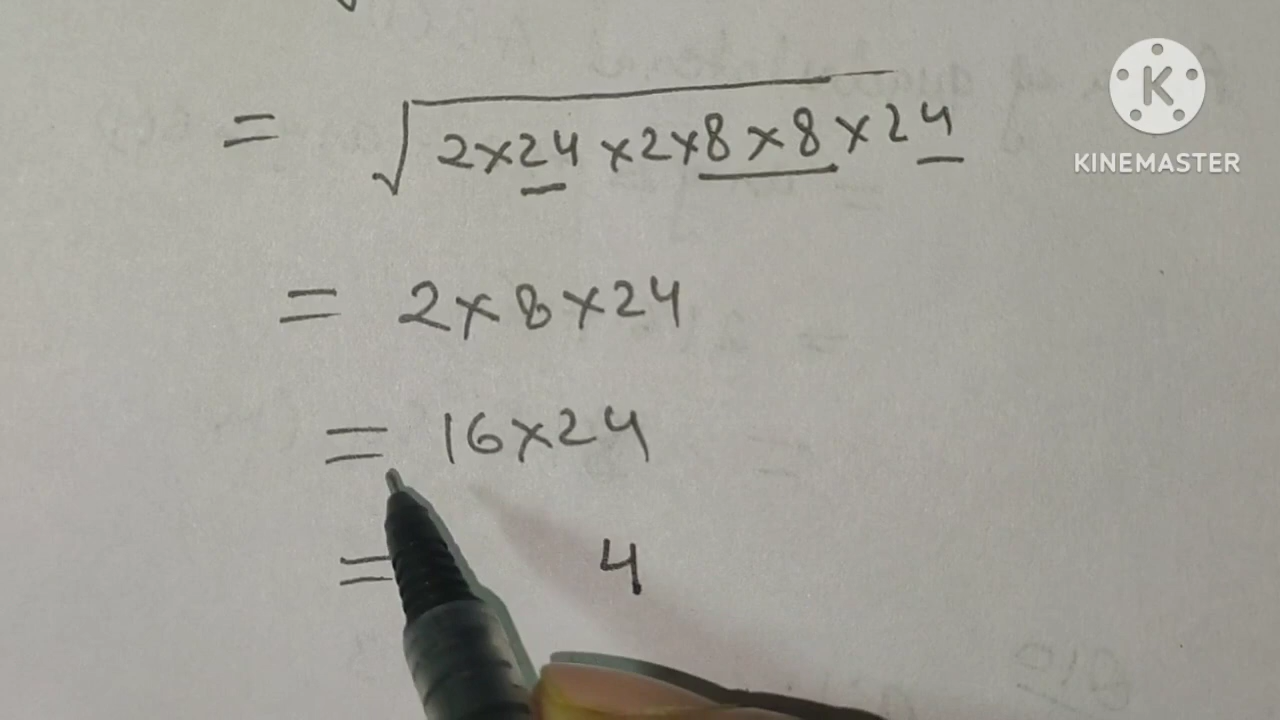 = √2×24×2×8×8×24
= 2×8×24
= 16×24
= 4
K
KINEMASTER